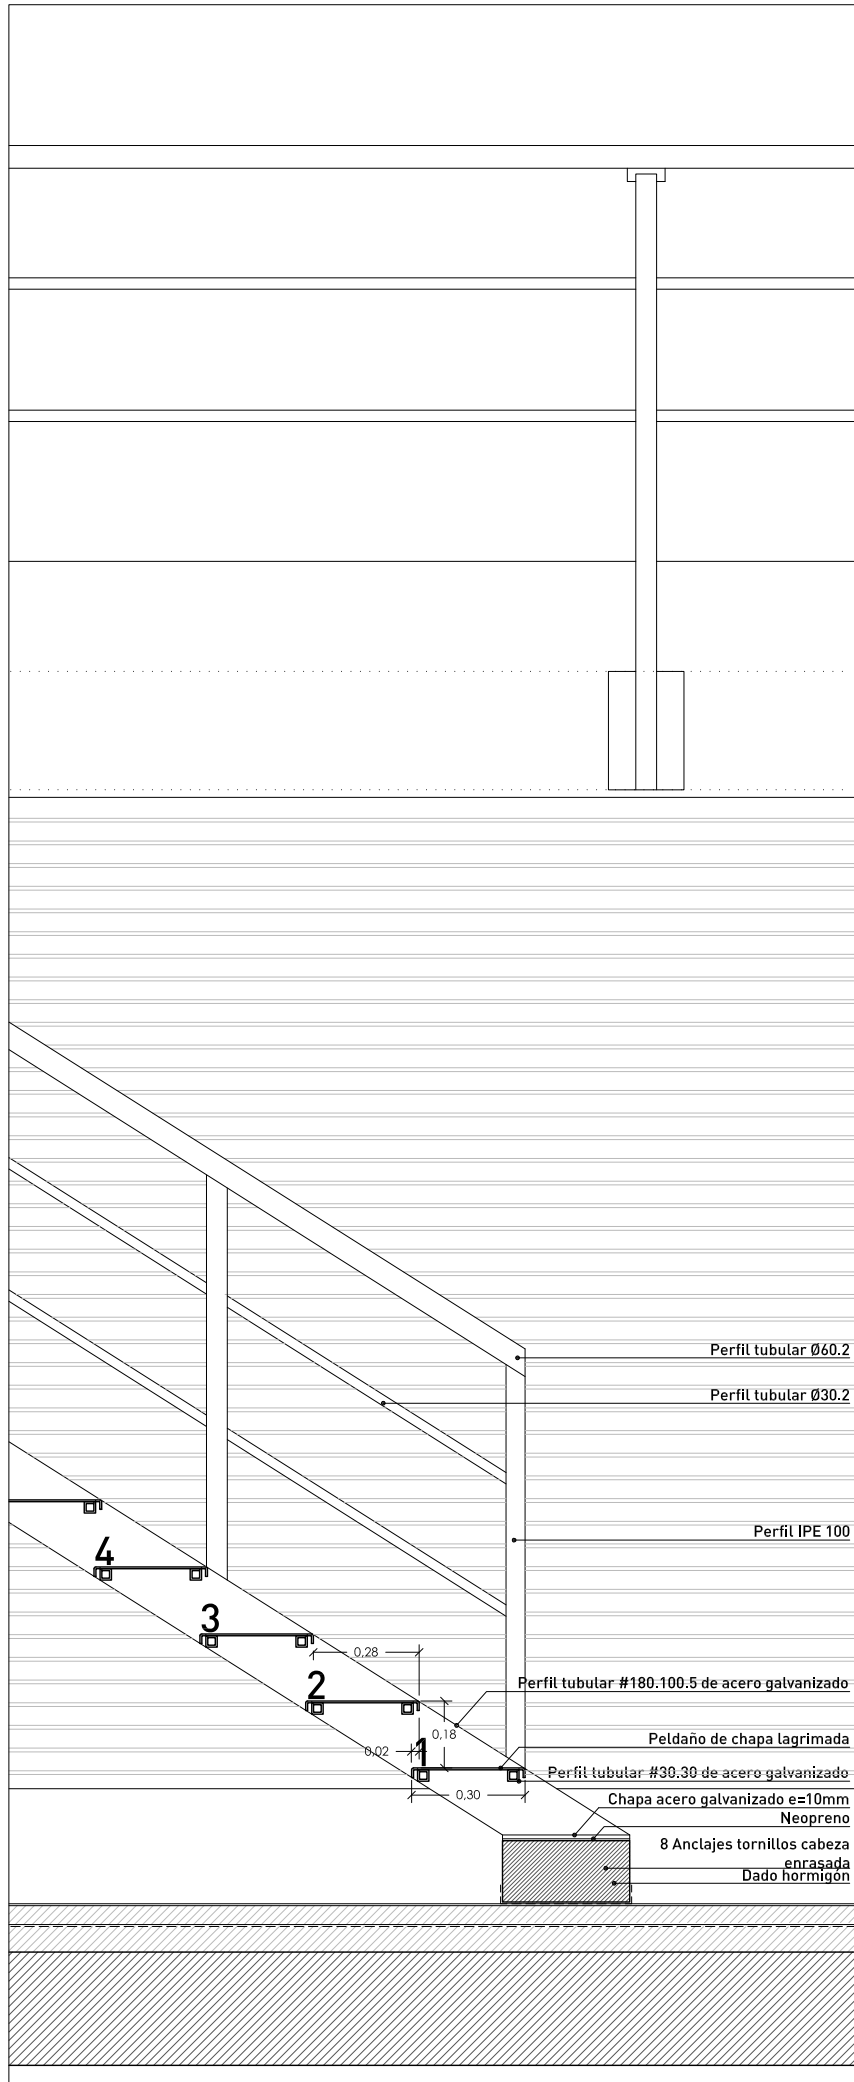 Perfil tubular Ø60.2
Perfil tubular Ø30.2
Perfil IPE 100
4
3
0,28
2
Perfil tubular #180.100.5 de acero galvanizado
0,18
1
Peldaño de chapa lagrimada
0,02
Perfil tubular #30.30 de acero galvanizado
0,30
Chapa acero galvanizado e=10mm
Neopreno
8 Anclajes tornillos cabeza
enrasada
Dado hormigón